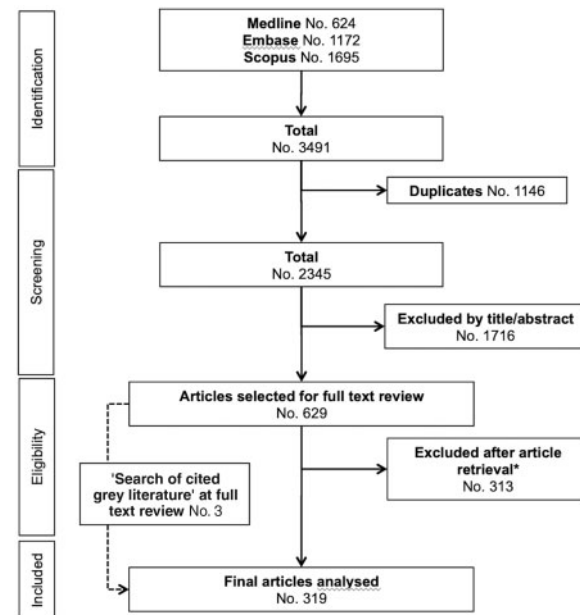 Identification
Medline No. 624
Embase No. 1172
Scopus No. 1695
Total
No. 3491
Screening
Duplicates No. 1146
Total
No. 2345
Excluded by title/abstract
No. 1716
Eligibility
Articles selected for full text review
No. 629
Excluded after article
retrieval*
No. 313
'Search of cited
grey literature' at full
text review No. 3
Included
Final articles analysed
No. 319